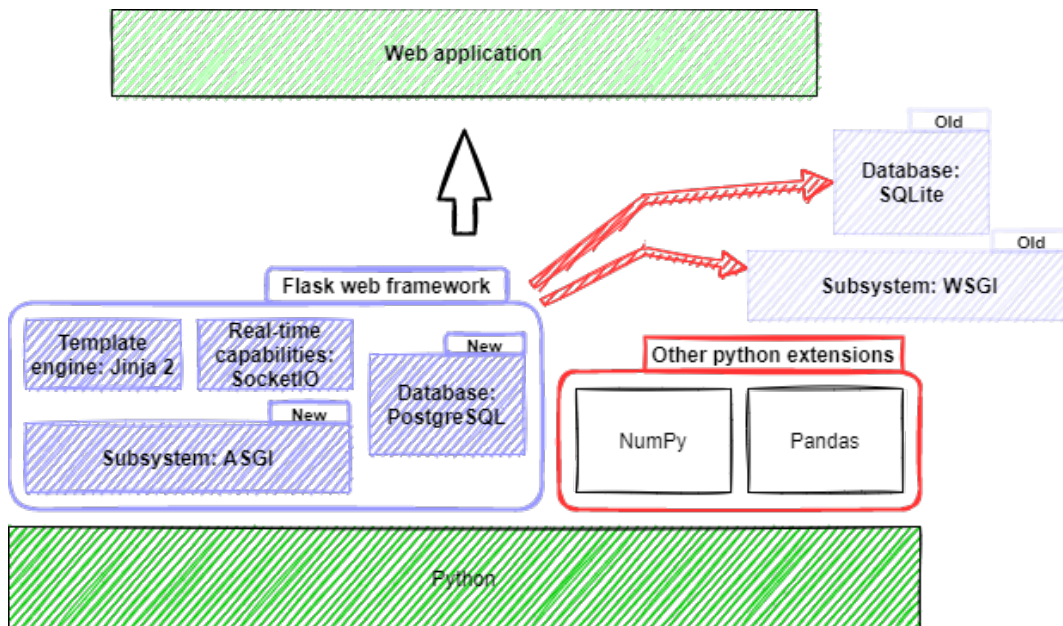 Web application
Old
Database:
SQLite
Old
Subsystem: WSGI
Flask web framework
Template
engine: Jinja 2
Real-time
capabilities:
SocketIO
New
Database:
PostgreSQL
New
Subsystem: ASGI
Other python extensions
NumPy
Pandas
Python